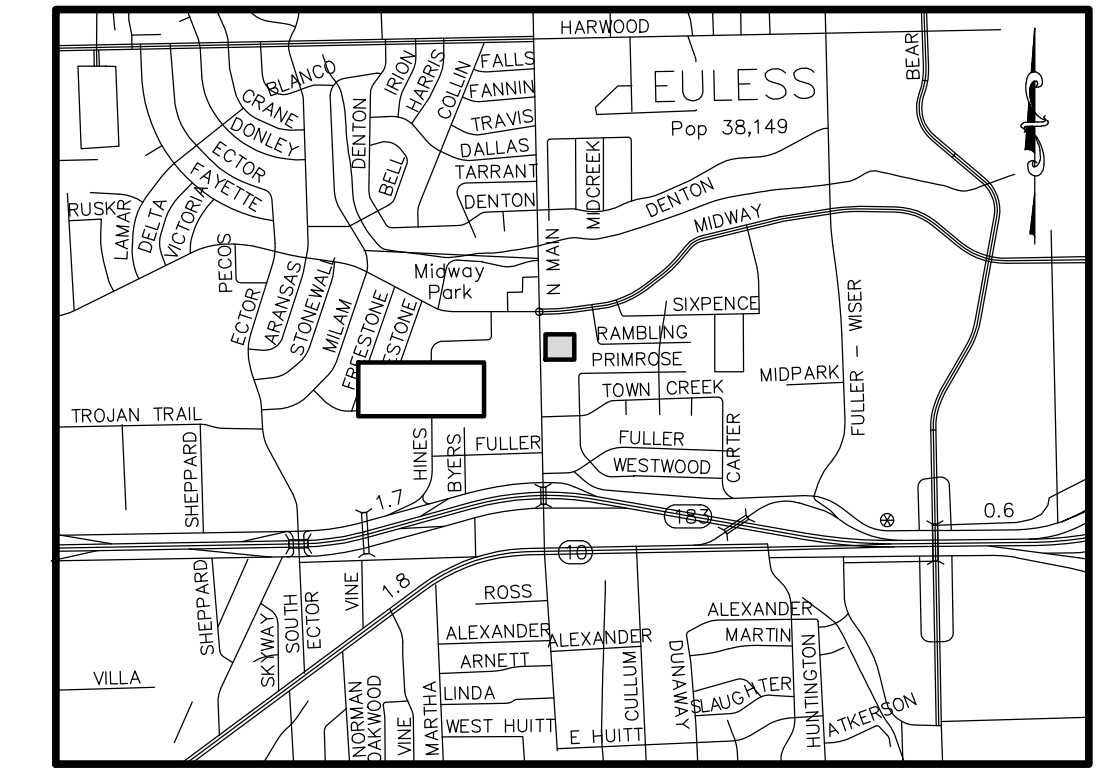 HARWOOD
BEAR
BLANCO
IRION
HARRIS
COLLIN
FALLS
FANNIN
EULESS
Pop 38,149
CRANE
DONLEY
DENTON
TRAVIS
DALLAS
ECTOR
BELL
TARRANT
MIDCREEK
FAYETTE
DENTON
DENTON
RUSK
LAMAR
DELTA
VICTORIA
MIDWAY
PECOS
N MAIN
Midway
Park
ECTOR
ARANSAS
STONEWALL
MILAM
FREESTONE
ESTONE
SIXPENCE
RAMBLING
PRIMROSE
FULLER - WISER
MIDPARK
TOWN CREEK
TROJAN TRAIL
SHEPPARD
HINES
BYERS
FULLER
FULLER
WESTWOOD
CARTER
1.7
183
0.6
10
1.8
SHEPPARD
SKYWAY
SOUTH
ECTOR
VINE
ROSS
ALEXANDER
ALEXANDER
ALEXANDER
MARTIN
ARNETT
VILLA
LINDA
WEST HUITT
E HUITT
NORMAN
OAKWOOD
VINE
MARTHA
CULLUM
DUNAWAY
SLAUGHTER
HUNTINGTON
ATKERSON